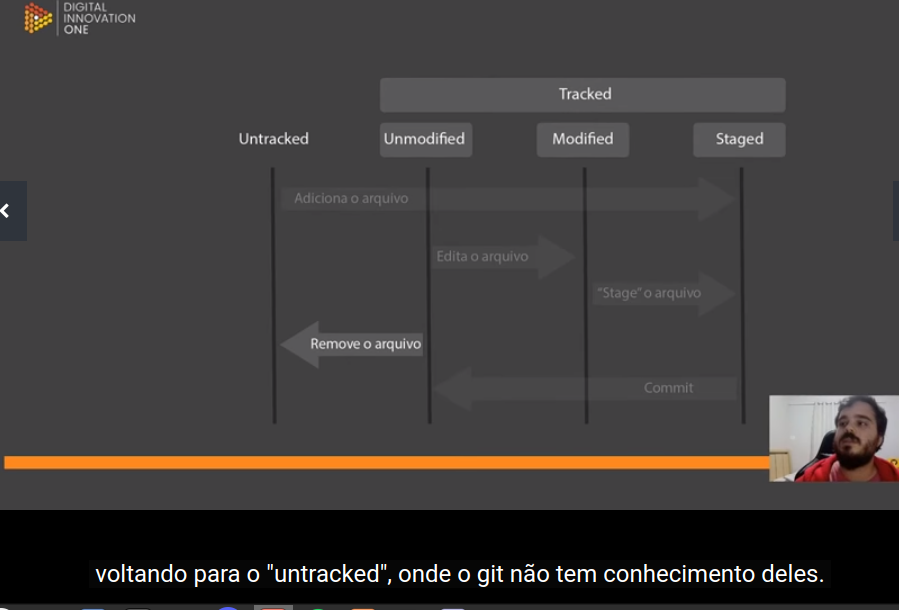 DIGITAL
INNOVATION
ONE
Tracked
Untracked
Unmodified
Modified
Staged
Adiciona o arquivo
Edita o arquivo
“Stage” o arquivo
Remove o arquivo
Commit
voltando para o "untracked", onde o git não tem conhecimento deles.